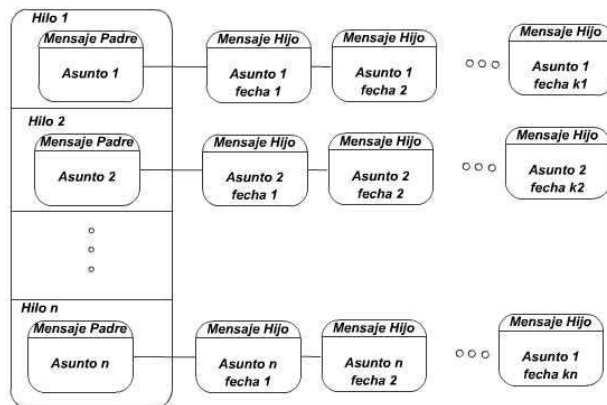 Hilo 1
Mensaje Padre
Asunto 1
Mensaje Hijo
Asunto 1
fecha 1
Mensaje Hijo
Asunto 1
fecha 2
Mensaje Hijo
Asunto 1
fecha k1
Hilo 2
Mensaje Padre
Asunto 2
Mensaje Hijo
Asunto 2
fecha 1
Mensaje Hijo
Asunto 2
fecha 2
Mensaje Hijo
Asunto 2
fecha k2
Hilo n
Mensaje Padre
Asunto n
Mensaje Hijo
Asunto n
fecha 1
Mensaje Hijo
Asunto n
fecha 2
Mensaje Hijo
Asunto 1
fecha kn